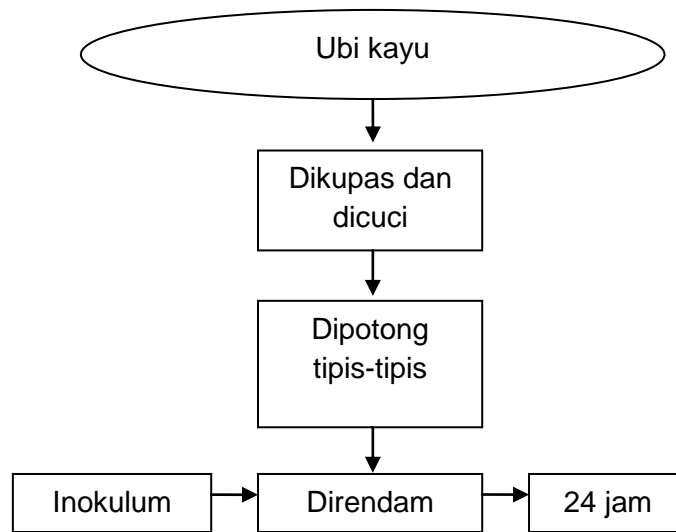 Ubi kayu
Dikupas dan
dicuci
Dipotong
tipis-tipis
Inokulum
Direndam
24 jam